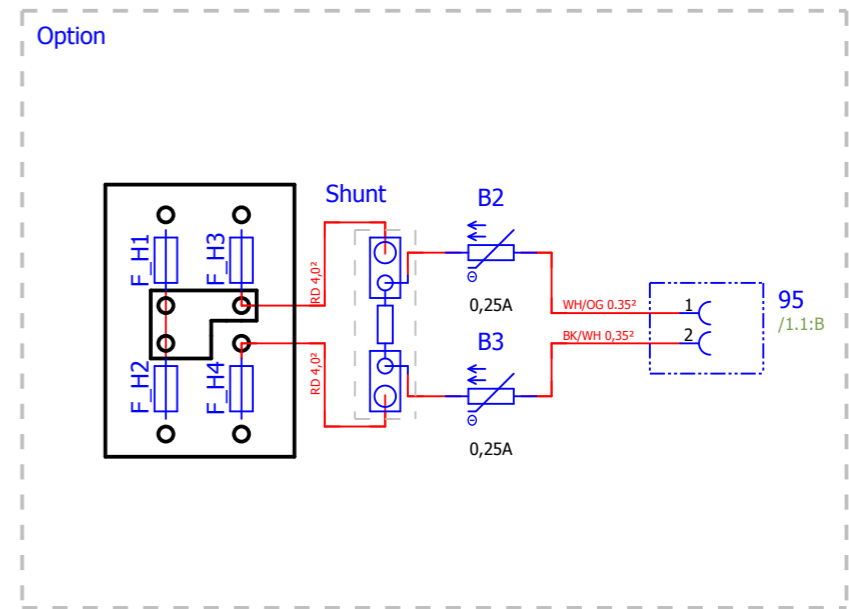 Option
Shunt
B2
F_H1
F_H3
RD 4,0²
0,25A
WH/OG 0.35²
1
95
/1.1:B
BK/WH 0,35²
2
B3
F_H2
F_H4
RD 4,0²
0,25A